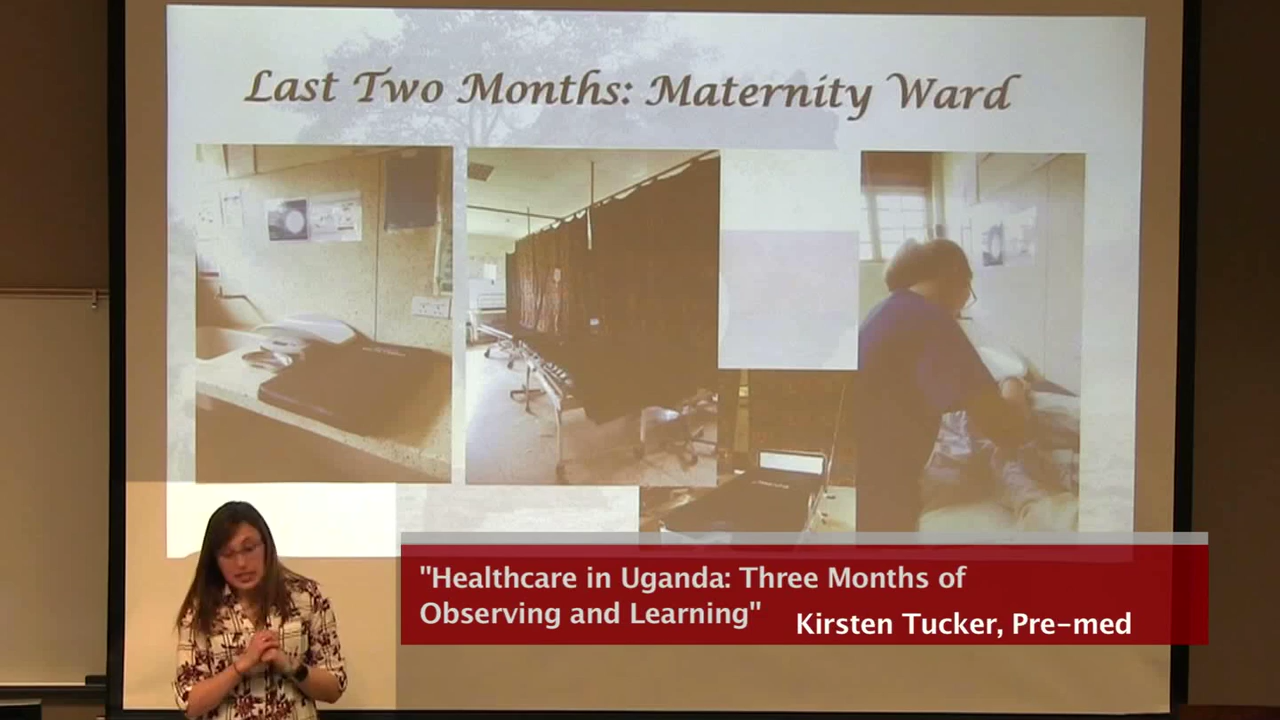 Last Two Months: Maternity Ward
"Healthcare in Uganda: Three Months of
Observing and Learning"
Kirsten Tucker, Pre-med